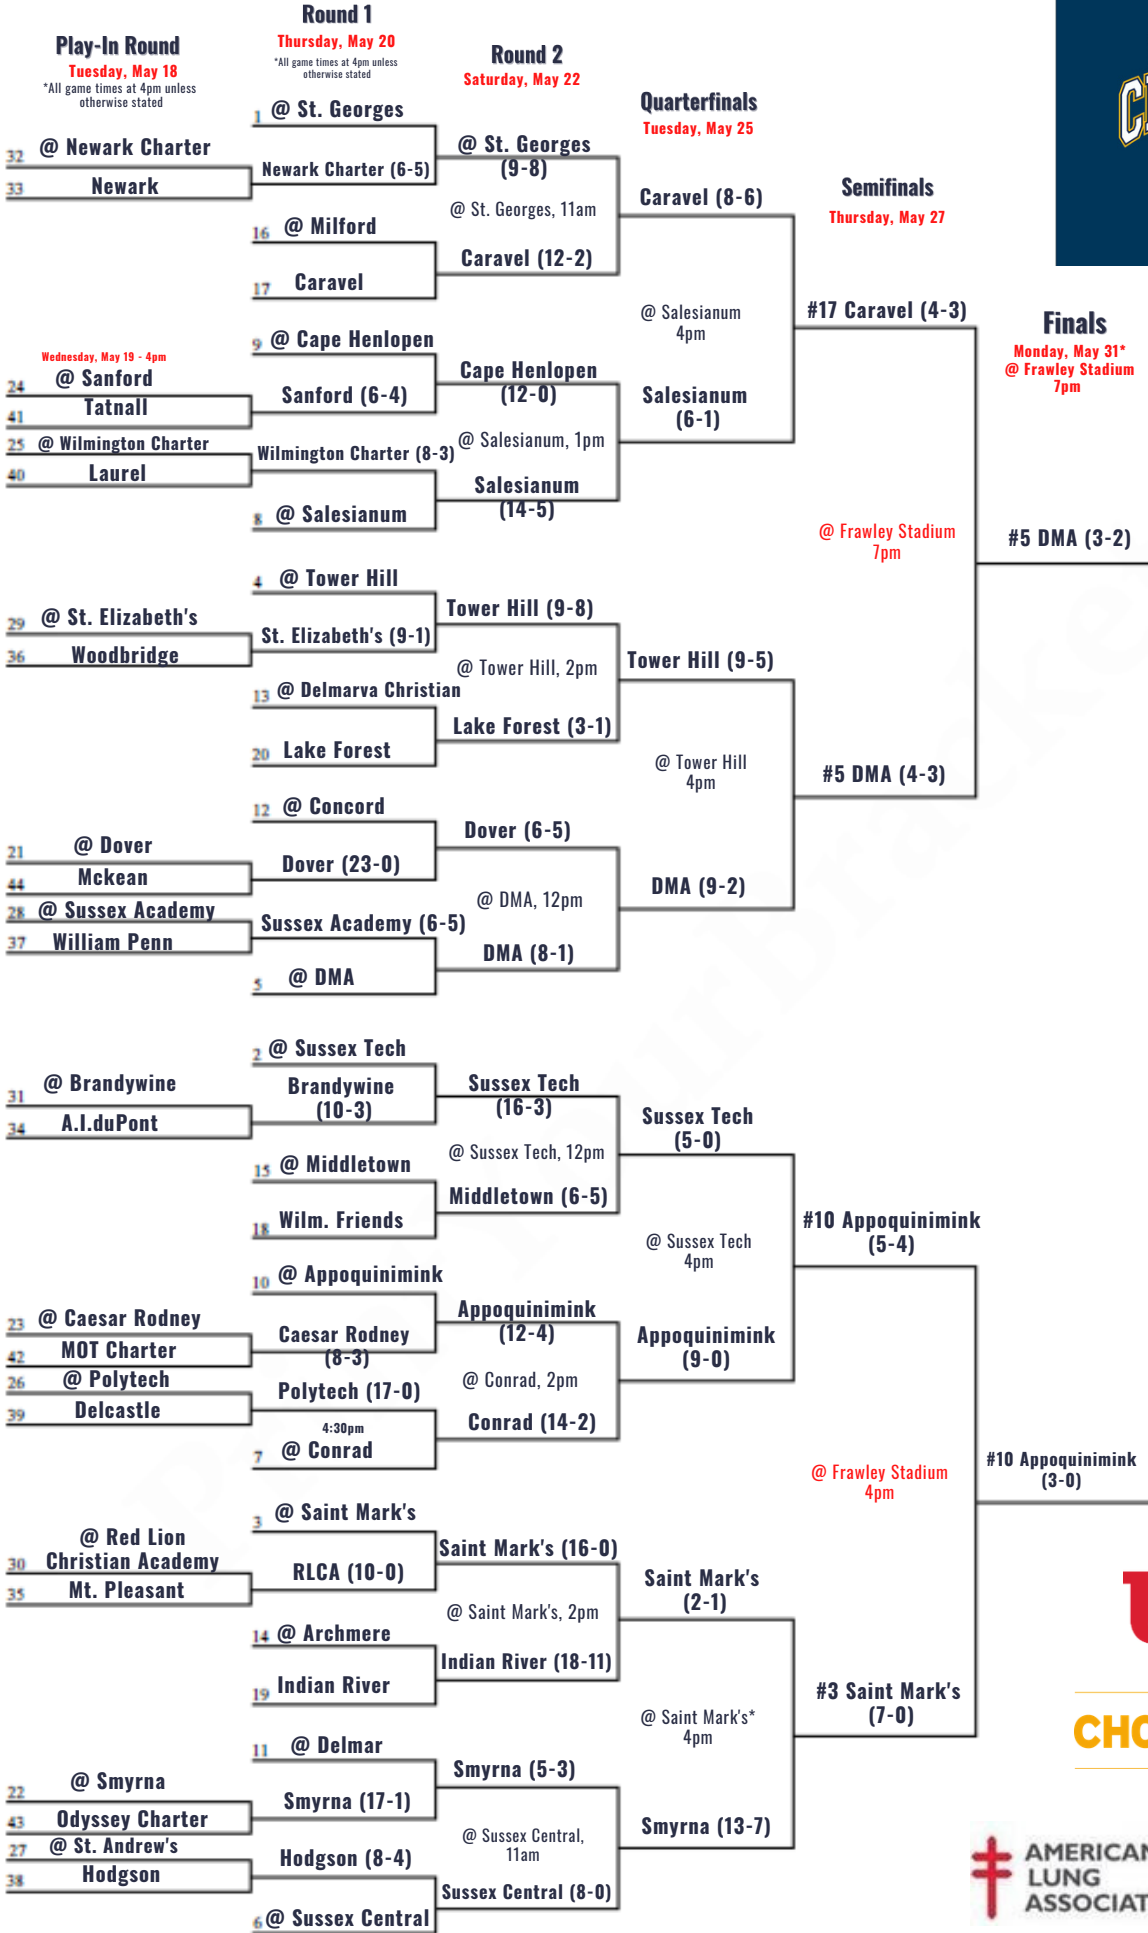 Play-In Round
Tuesday, May 18
*All game times at 4pm unless
otherwise stated
Round 1
Thursday, May 20
*All game times at 4pm unless
otherwise stated
Round 2
Saturday, May 22
Quarterfinals
Tuesday, May 25
Semifinals
Thursday, May 27
Finals
Monday, May 31*
@ Frawley Stadium
7pm
32 @ Newark Charter
33 Newark
Wednesday, May 19 - 4pm
24 @ Sanford
41 Tatnall
25 @ Wilmington Charter
40 Laurel
29 @ St. Elizabeth's
36 Woodbridge
21 @ Dover
44 Mckean
28 @ Sussex Academy
37 William Penn
31 @ Brandywine
34 A.I.duPont
23 @ Caesar Rodney
42 MOT Charter
26 @ Polytech
39 Delcastle
@ Red Lion
30 Christian Academy
35 Mt. Pleasant
22 @ Smyrna
43 Odyssey Charter
27 @ St. Andrew's
38 Hodgson
1 @ St. Georges
Newark Charter (6-5)
16 @ Milford
17 Caravel
9 @ Cape Henlopen
Sanford (6-4)
Wilmington Charter (8-3)
8 @ Salesianum
4 @ Tower Hill
St. Elizabeth's (9-1)
13 @ Delmarva Christian
20 Lake Forest
12 @ Concord
Dover (23-0)
Sussex Academy (6-5)
5 @ DMA
2 @ Sussex Tech
Brandywine
(10-3)
15 @ Middletown
18 Wilm. Friends
10 @ Appoquinimink
Caesar Rodney
(8-3)
Polytech (17-0)
4:30pm
7 @ Conrad
3 @ Saint Mark's
RLCA (10-0)
14 @ Archmere
19 Indian River
11 @ Delmar
Smyrna (17-1)
Hodgson (8-4)
6 @ Sussex Central
@ St. Georges
(9-8)
@ St. Georges, 11am
Caravel (12-2)
Cape Henlopen
(12-0)
@ Salesianum, 1pm
Salesianum
(14-5)
Tower Hill (9-8)
@ Tower Hill, 2pm
Lake Forest (3-1)
Dover (6-5)
@ DMA, 12pm
DMA (8-1)
Sussex Tech
(16-3)
@ Sussex Tech, 12pm
Middletown (6-5)
Appoquinimink
(12-4)
@ Conrad, 2pm
Conrad (14-2)
Saint Mark's (16-0)
@ Saint Mark's, 2pm
Indian River (18-11)
Smyrna (5-3)
@ Sussex Central,
11am
Sussex Central (8-0)
Caravel (8-6)
@ Salesianum
4pm
Salesianum
(6-1)
Tower Hill (9-5)
@ Tower Hill
4pm
DMA (9-2)
Sussex Tech
(5-0)
@ Sussex Tech
4pm
Appoquinimink
(9-0)
Saint Mark's
(2-1)
@ Saint Mark's*
4pm
Smyrna (13-7)
#17 Caravel (4-3)
@ Frawley Stadium
7pm
#5 DMA (4-3)
#10 Appoquinimink
(5-4)
@ Frawley Stadium
4pm
#3 Saint Mark's
(7-0)
#5 DMA (3-2)
#10 Appoquinimink
(3-0)
CHO
AMERICAN
LUNG
ASSOCIAT